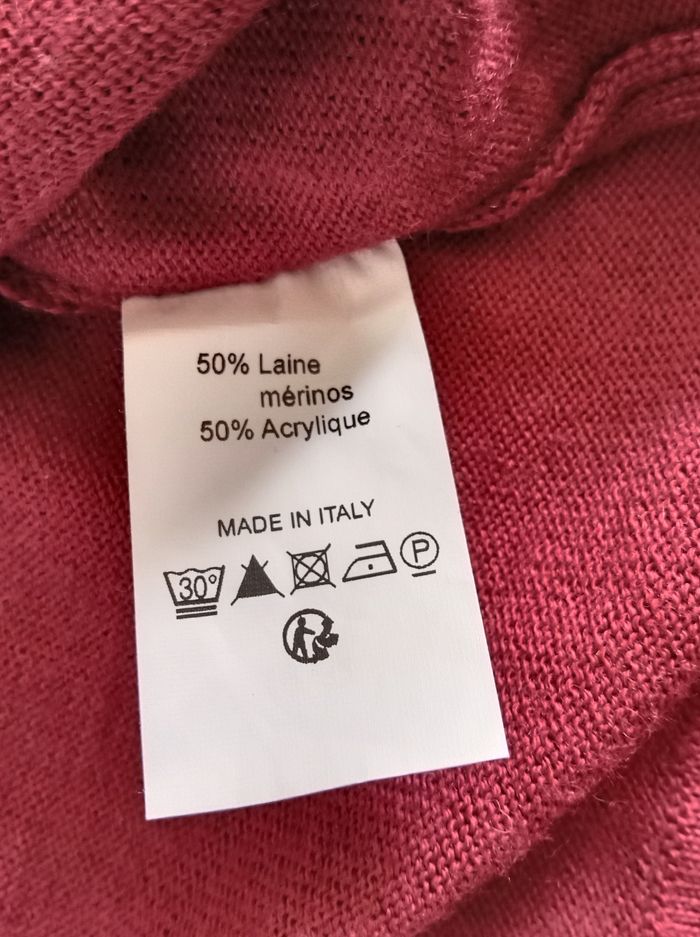 50% Laine
mérinos
50% Acrylique
MADE IN ITALY
30°
P